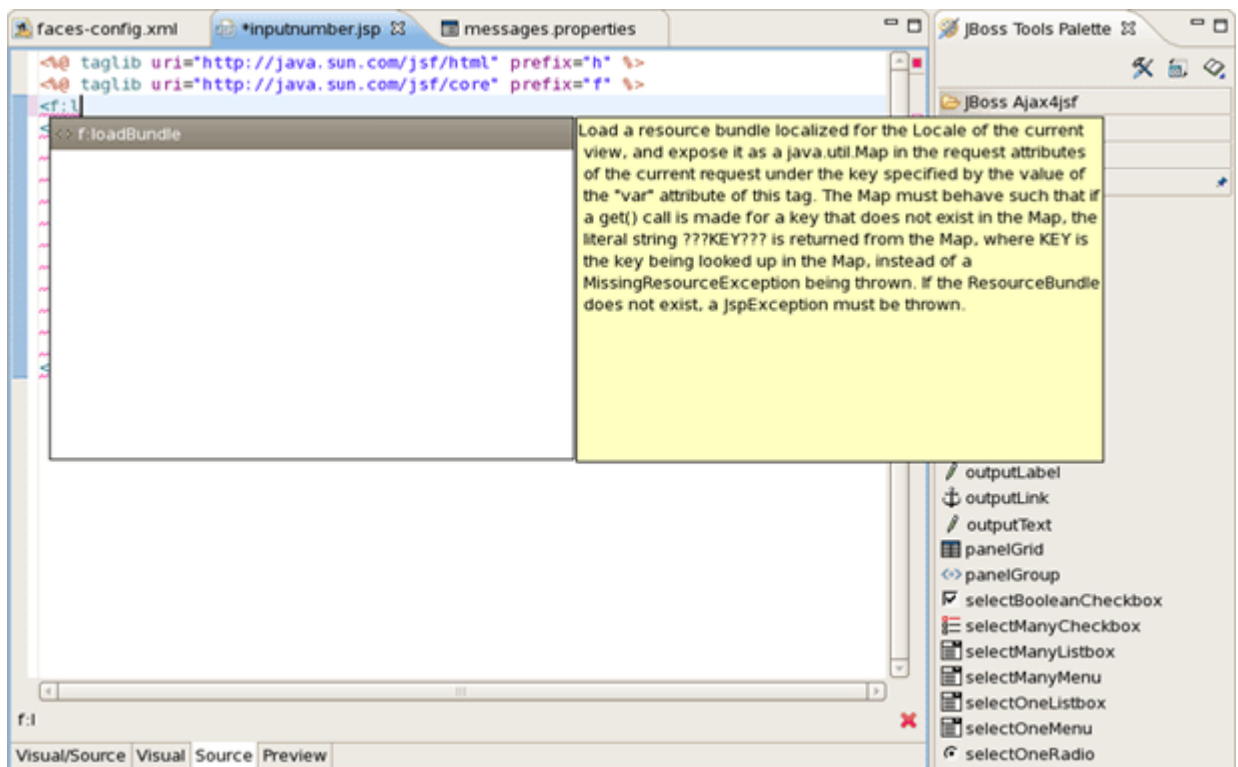 faces-config.xml
*inputnumber.jsp
messages.properties
JBoss Tools Palette
<%@ taglib uri="http://java.sun.com/jsf/html" prefix="h" %>
<%@ taglib uri="http://java.sun.com/jsf/core" prefix="f" %>
<f:l
JBoss Ajax4jsf
f:loadBundle
Load a resource bundle localized for the Locale of the current
view, and expose it as a java.util.Map in the request attributes
of the current request under the key specified by the value of
the "var" attribute of this tag. The Map must behave such that if
a get() call is made for a key that does not exist in the Map, the
literal string ???KEY??? is returned from the Map, where KEY is
the key being looked up in the Map, instead of a
MissingResourceException being thrown. If the ResourceBundle
does not exist, a JspException must be thrown.
outputLabel
outputLink
outputText
panelGrid
panelGroup
selectBooleanCheckbox
selectManyCheckbox
selectManyListbox
selectManyMenu
selectOneListbox
selectOneMenu
selectOneRadio
f:l
Visual/Source Visual Source Preview